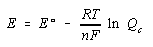 E = E° - RT/nF ln Q_c